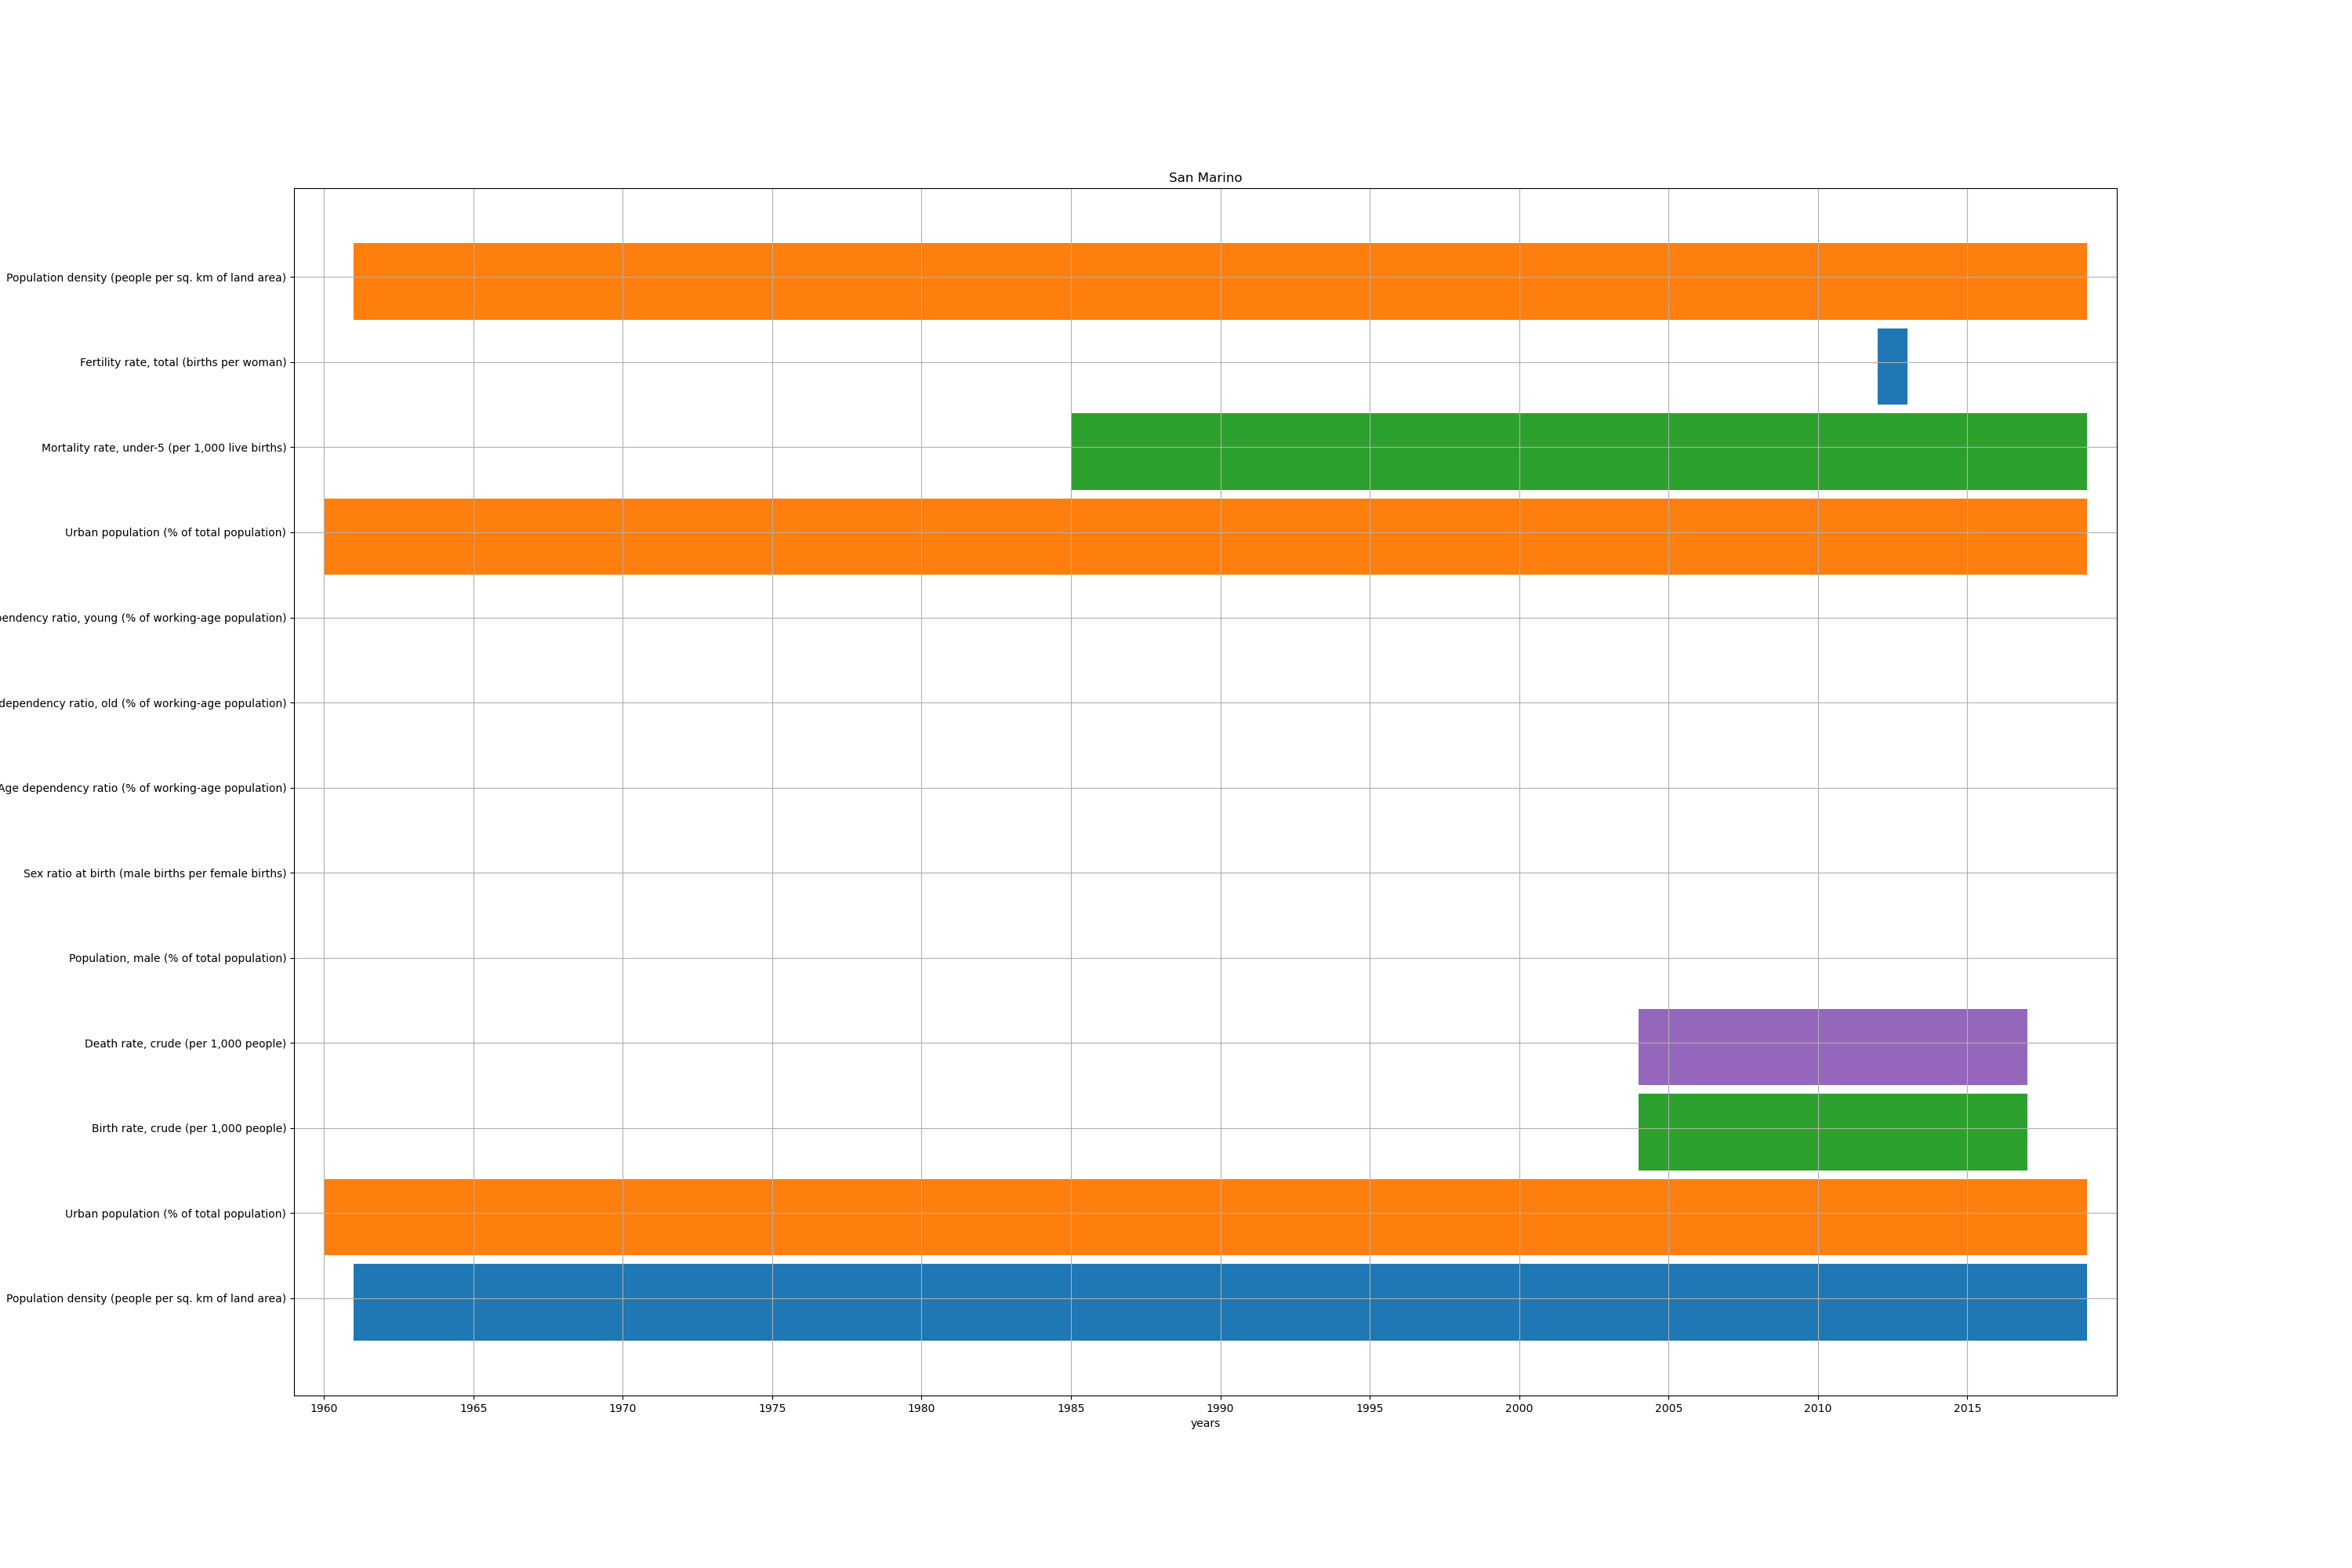 San Marino
Population density (people per sq. km of land area)
Fertility rate, total (births per woman)
Mortality rate, under-5 (per 1,000 live births)
Urban population (% of total population)
ratio, young (% of working-age population)
dependency ratio, old (% of working-age population)
Age dependency ratio (% of working-age population)
Sex ratio at birth (male births per female births)
Population, male (% of total population)
Death rate, crude (per 1,000 people)
Birth rate, crude (per 1,000 people)
Urban population (% of total population)
Population density (people per sq. km of land area)
1960 1965 1970 1975 1980 1985 1990 1995 2000 2005 2010 2015
years